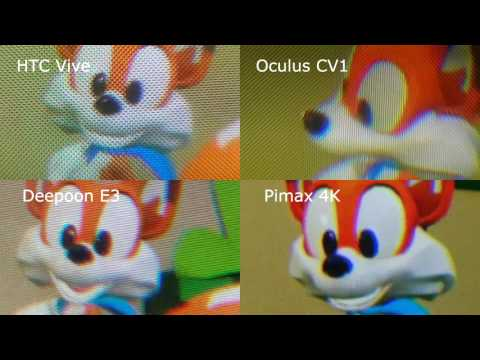 HTC Vive
Oculus CV1
Deepoon E3
Pimax 4K